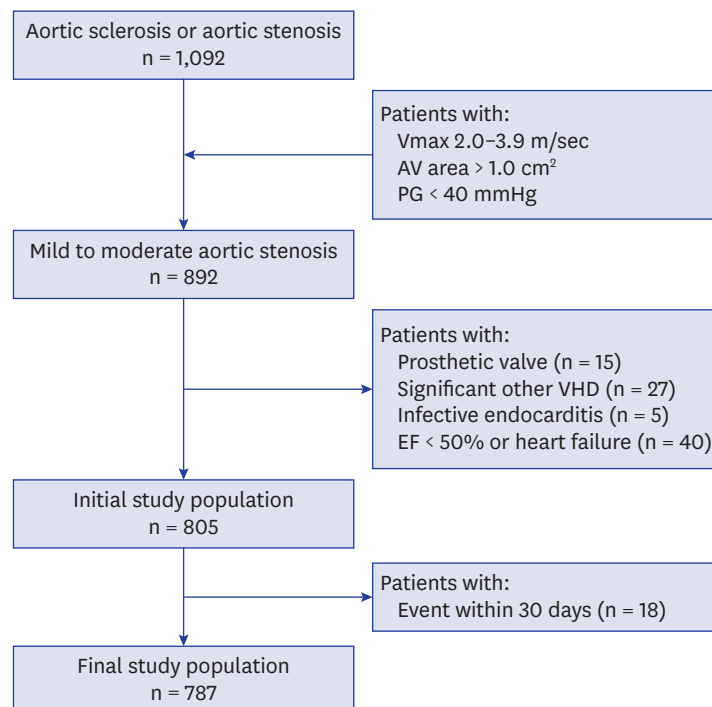 Aortic sclerosis or aortic stenosis
n = 1,092
Patients with:
Vmax 2.0–3.9 m/sec
AV area > 1.0 cm²
PG < 40 mmHg
Mild to moderate aortic stenosis
n = 892
Patients with:
Prosthetic valve (n = 15)
Significant other VHD (n = 27)
Infective endocarditis (n = 5)
EF < 50% or heart failure (n = 40)
Initial study population
n = 805
Patients with:
Event within 30 days (n = 18)
Final study population
n = 787